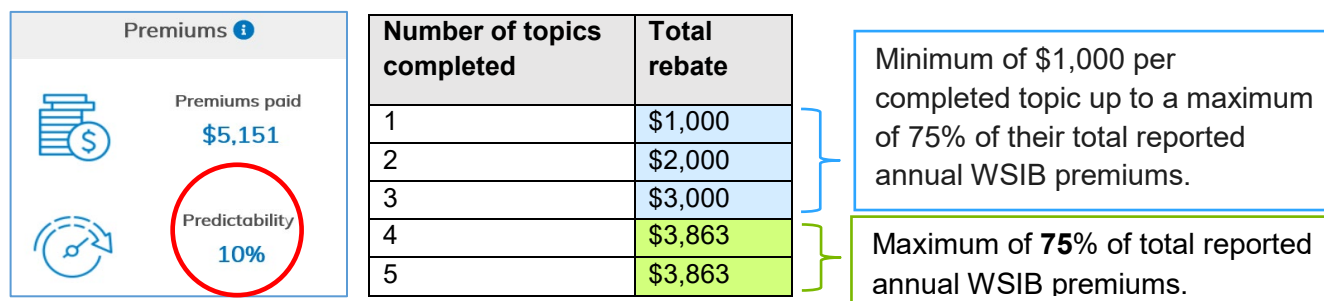 Premiums
Premiums paid
$5,151
Predictability
10%
Number of topics completed Total rebate
1 $1,000
2 $2,000
3 $3,000
4 $3,863
5 $3,863
Minimum of $1,000 per
completed topic up to a maximum
of 75% of their total reported
annual WSIB premiums.
Maximum of 75% of total reported
annual WSIB premiums.